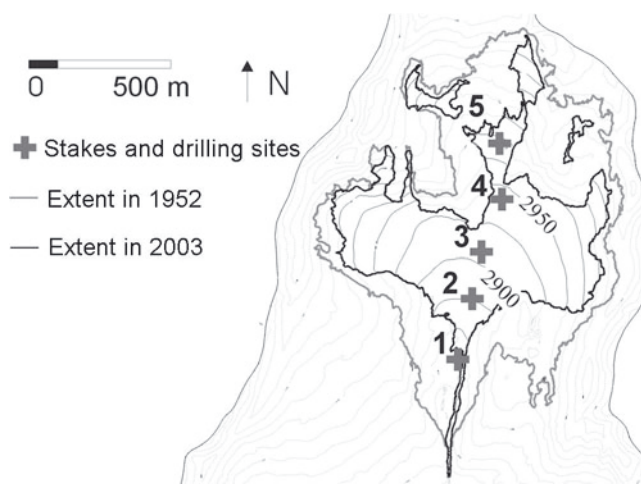 0 500 m
N
Stakes and drilling sites
Extent in 1952
Extent in 2003
5
4
2950
3
2
2900
1